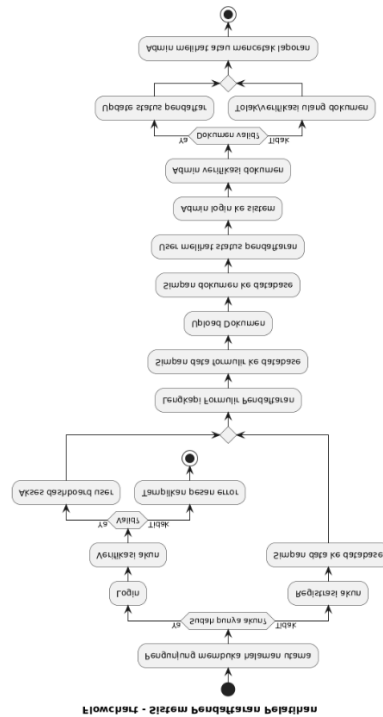 Flowchart - Sistem Pendaftaran Pelatihan
Pengunjung membuka halaman utama
Sudah punya akun?
Ya
Tidak
Login
Verifikasi akun
Valid?
Ya
Tidak
Akses dashboard user
Tampilkan pesan error
Registrasi akun
Simpan data ke database
Lengkapi Formulir Pendaftaran
Simpan data formulir ke database
Upload Dokumen
Simpan dokumen ke database
User melihat status pendaftaran
Admin login ke sistem
Admin verifikasi dokumen
Dokumen valid?
Ya
Tidak
Update status pendaftar
Tolak/Verifikasi ulang dokumen
Admin melihat atau mencetak laporan